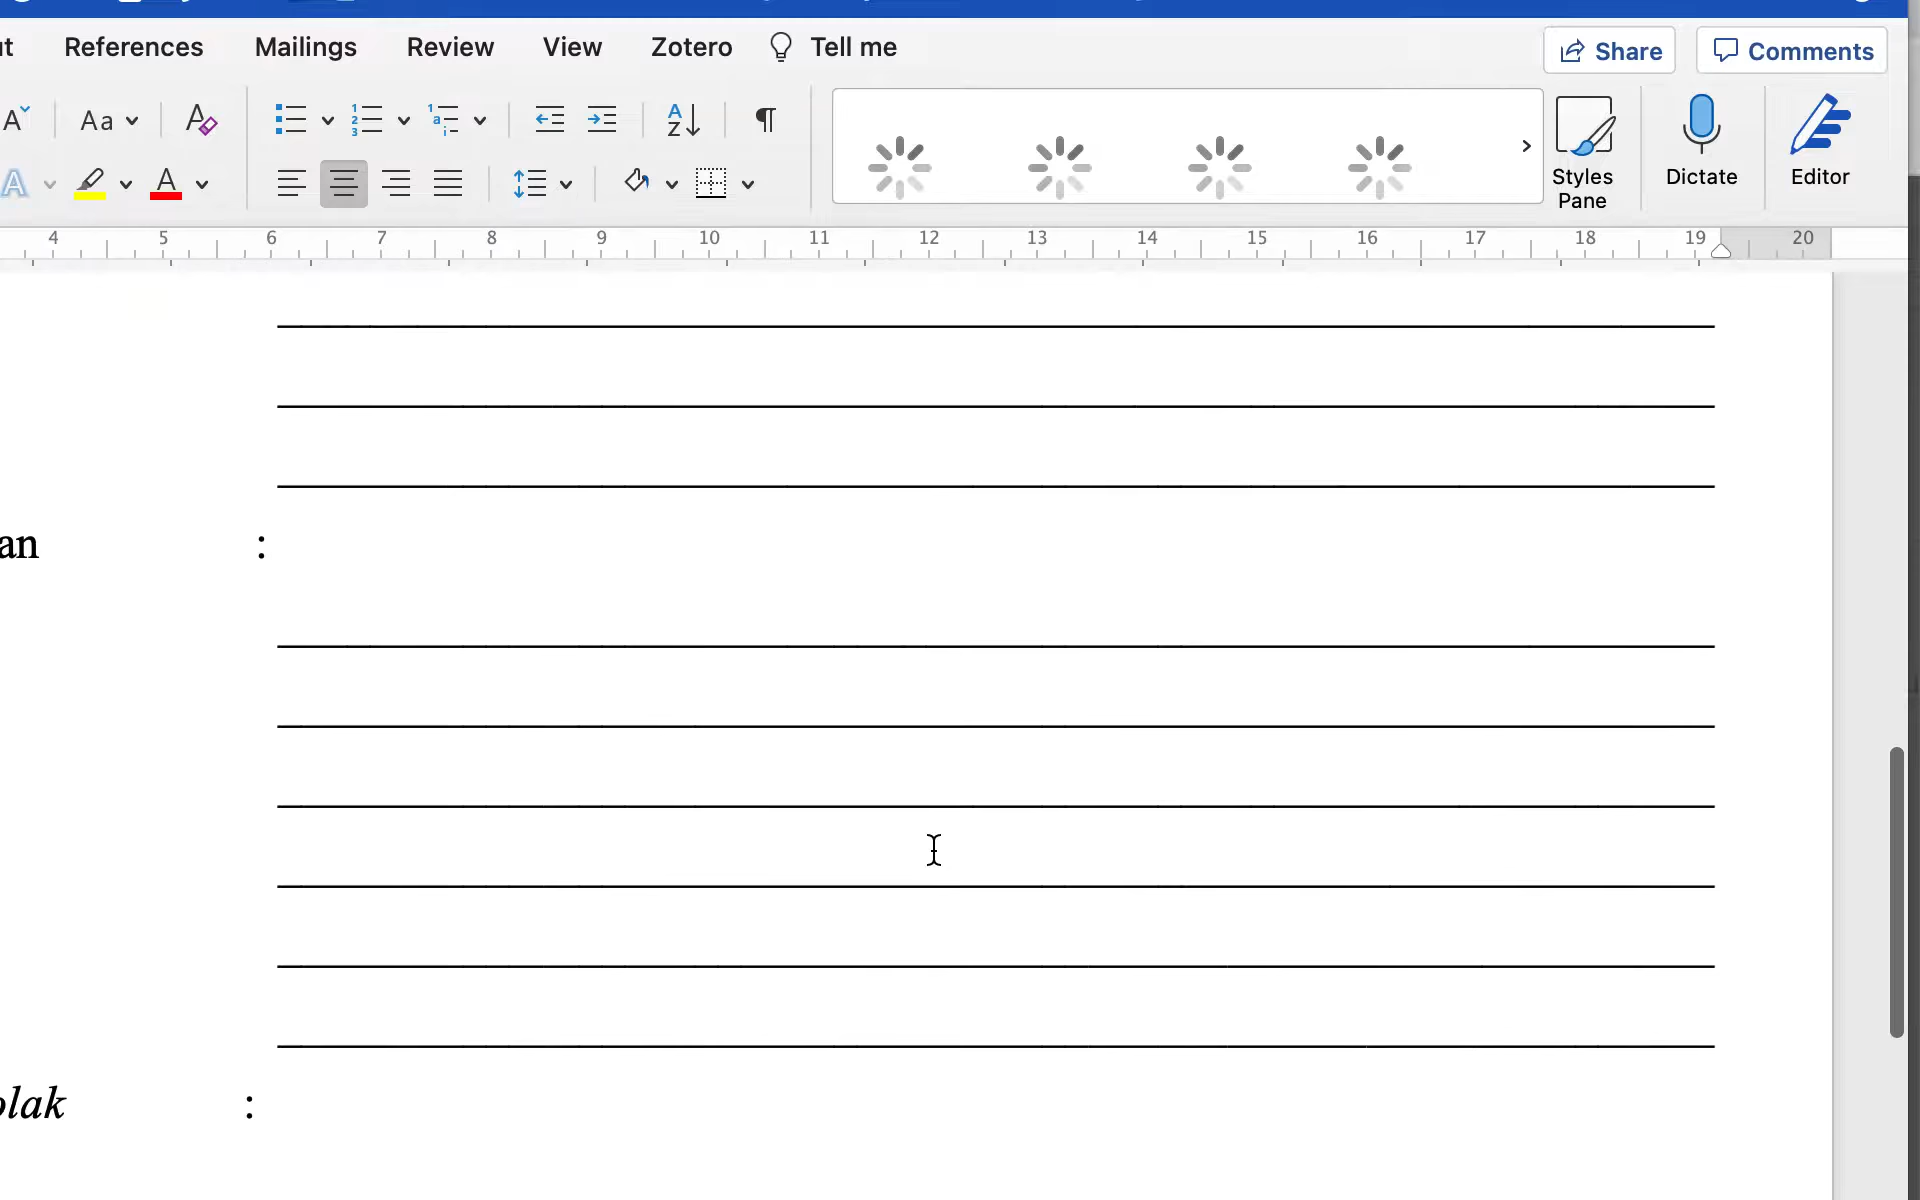 References Mailings Review View Zotero Tell me Share Comments
Aa
Styles Pane
Dictate
Editor
4 5 6 7 8 9 10 11 12 13 14 15 16 17 18 19 20
an :
olak :